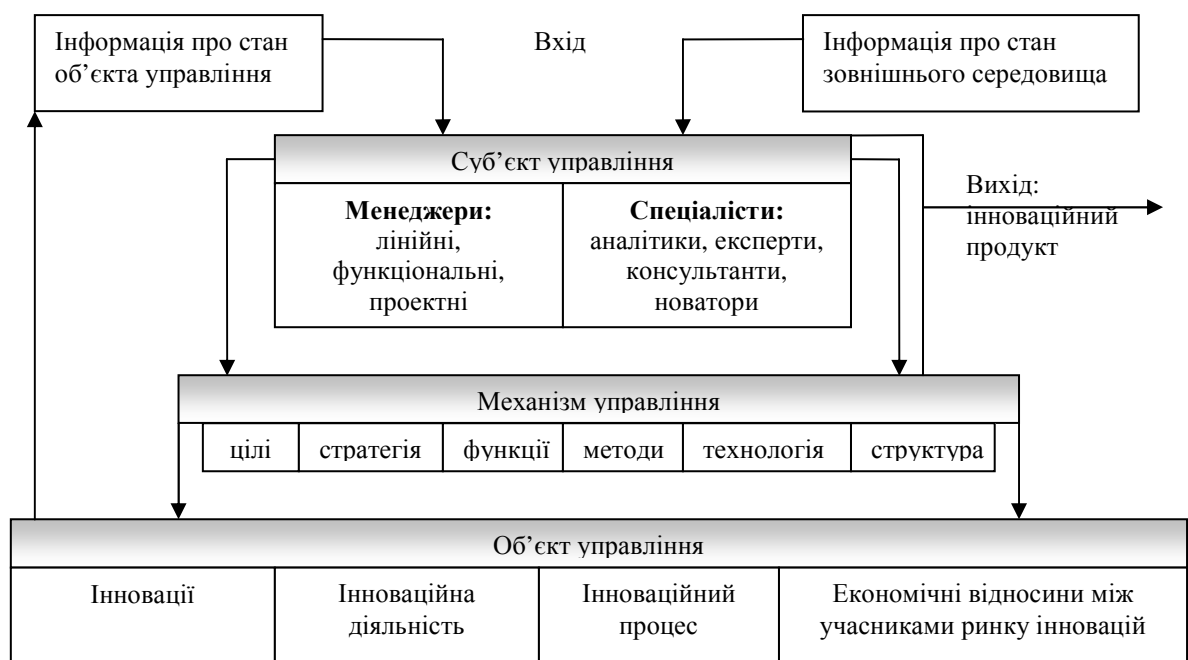 Інформація про стан
об’єкта управління
Вхід
Інформація про стан
зовнішнього середовища
Суб’єкт управління
Менеджери:
лінійні,
функціональні,
проектні
Спеціалісти:
аналітики, експерти,
консультанти,
новатори
Вихід:
інноваційний
продукт
Механізм управління
цілі
стратегія
функції
методи
технологія
структура
Об’єкт управління
Інновації
Інноваційна
діяльність
Інноваційний
процес
Економічні відносини між
учасниками ринку інновацій